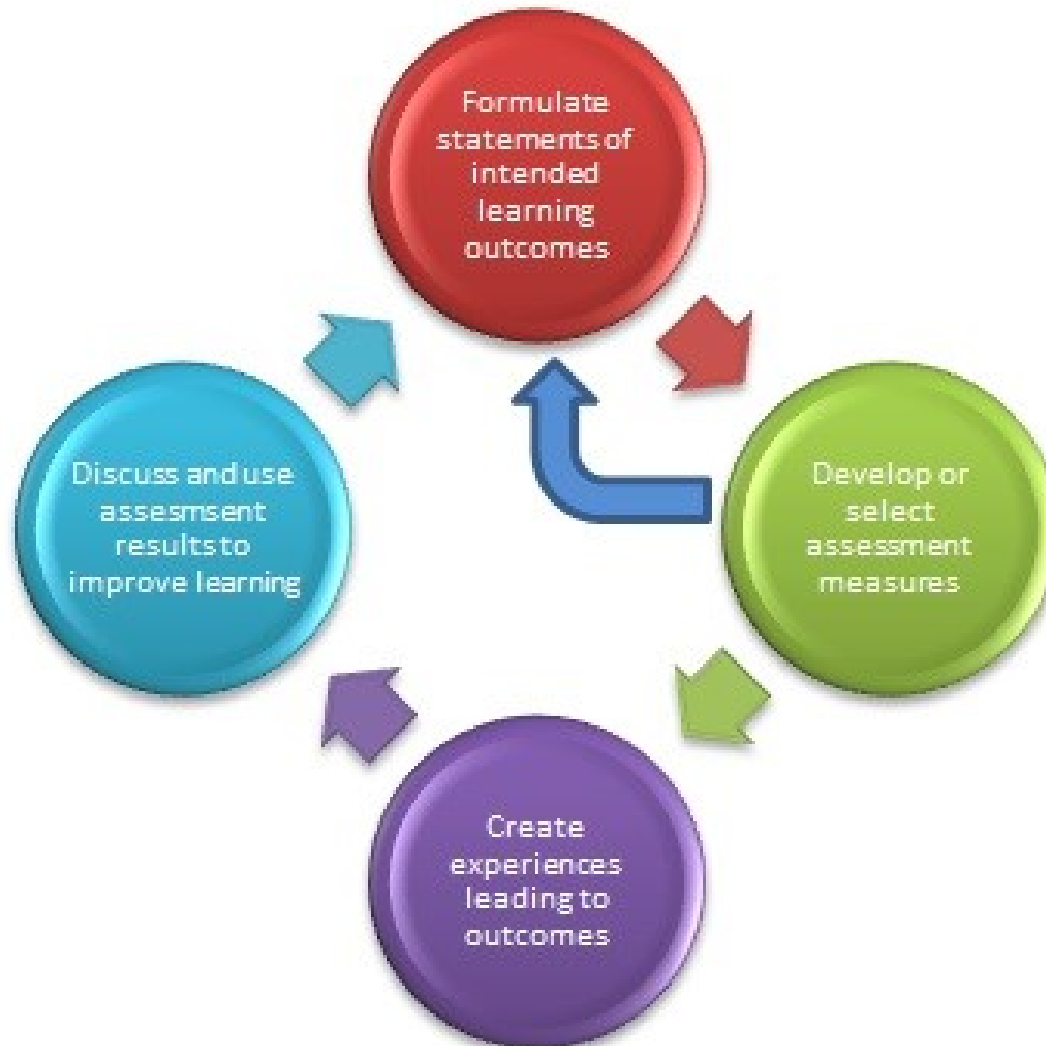 Formulate
statements of
intended
learning
outcomes
Develop or
select
assessment
measures
Create
experiences
leading to
outcomes
Discuss and use
assesmsent
results to
improve learning